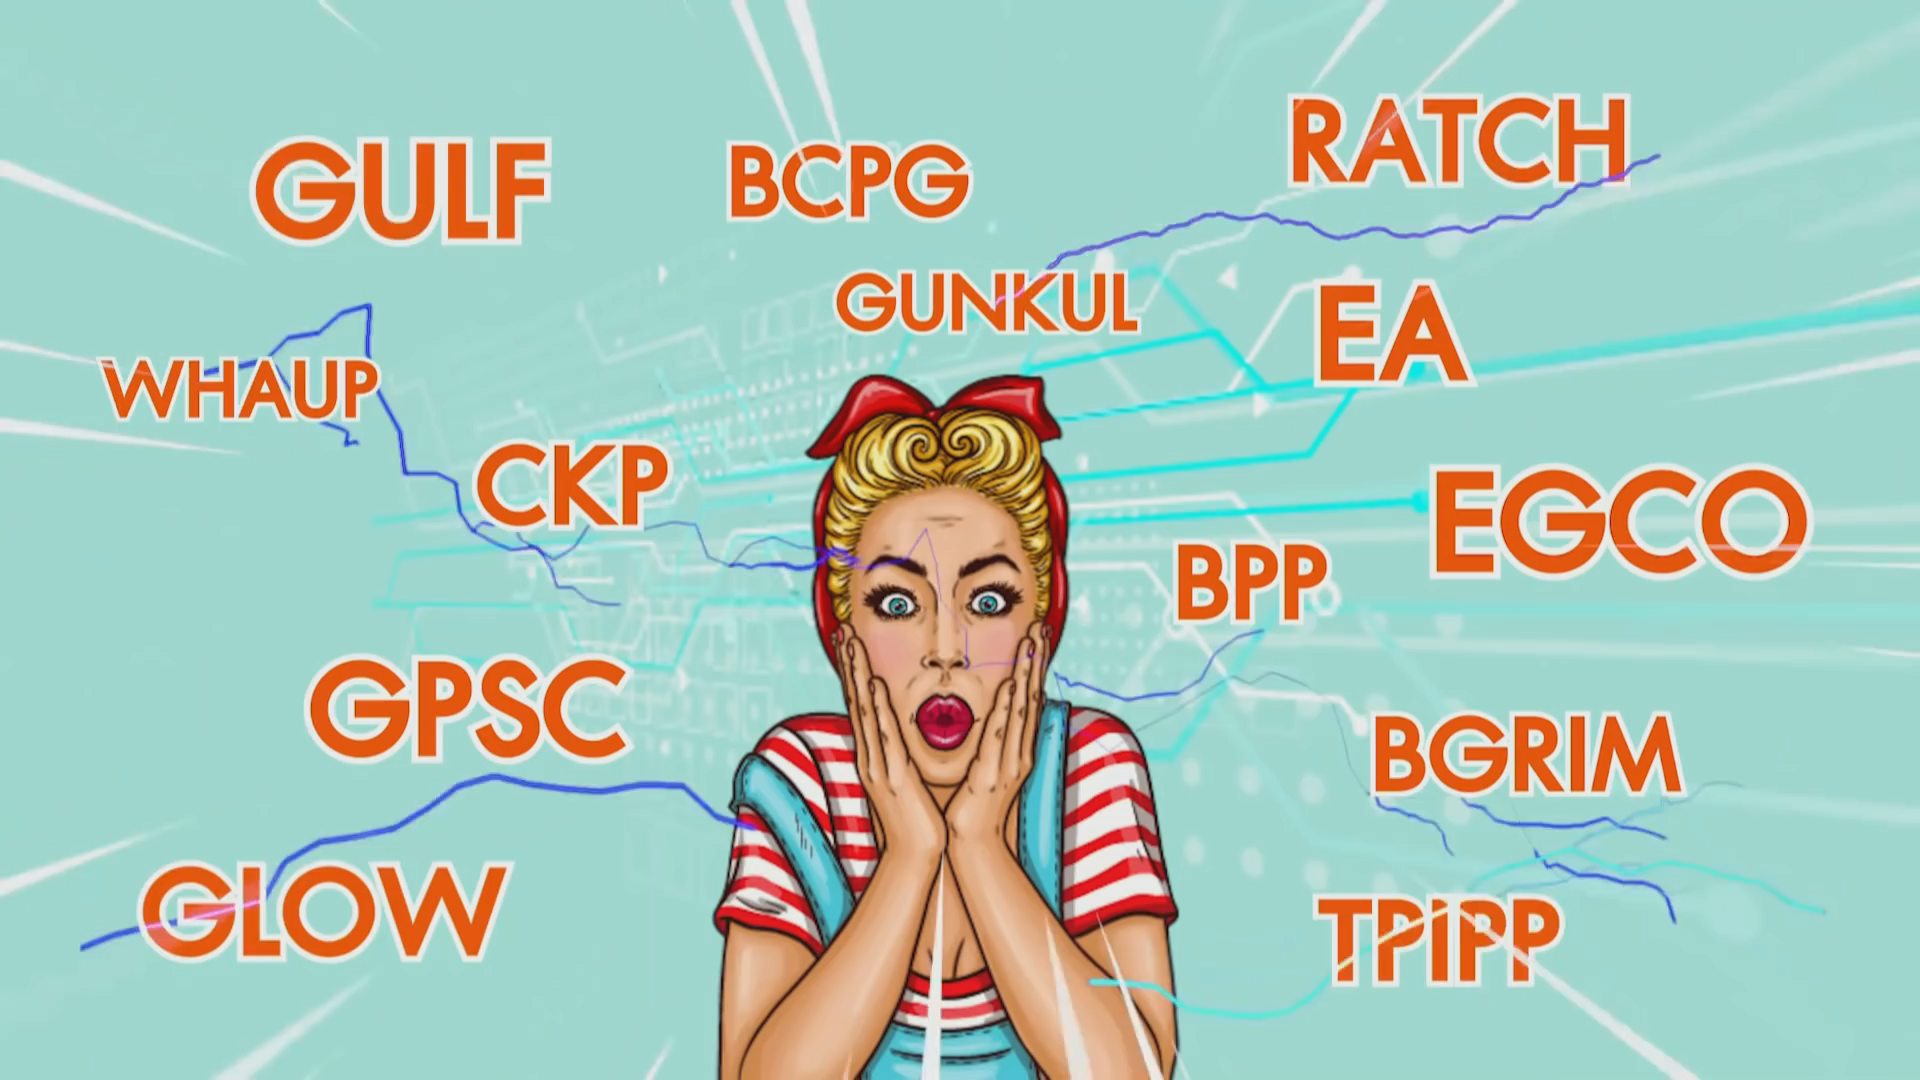 GULF
BCPG
RATCH
GUNKUL
EA
WHAUP
CKP
EGCO
BPP
GPSC
BGRIM
GLOW
TPIPP